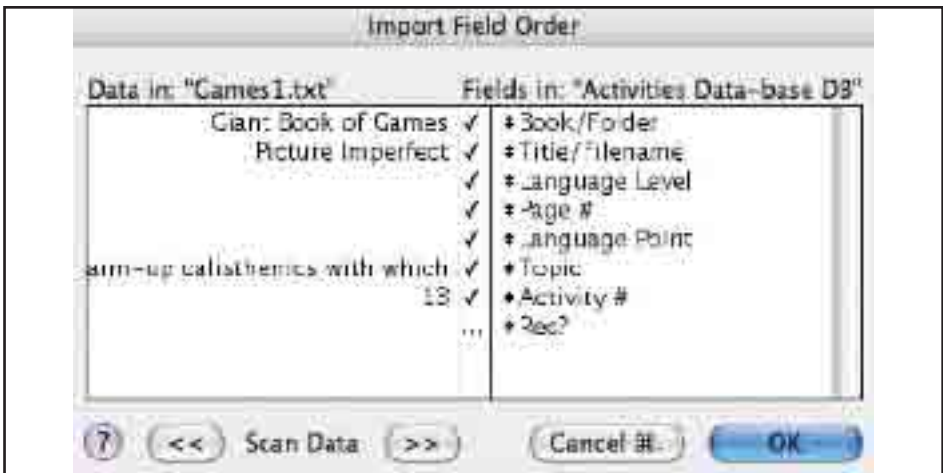 Import Field Order
Data in: "Games1.txt" Fields in: "Activities Data-base DB"
Giant Book of Games ✓ Book/Folder
Picture Imperfect ✓ Title/Filename
✓ Language Level
✓ Page #
✓ Language Point
arm-up calisthenics with which ✓ Topic
13 ✓ Activity #
... Rec?
? << Scan Data >> Cancel ⌘. OK